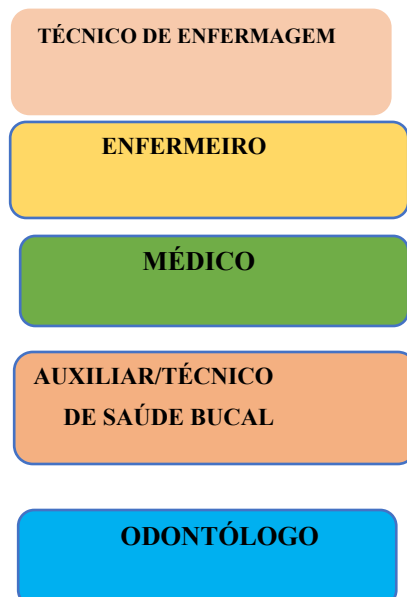 TÉCNICO DE ENFERMAGEM
ENFERMEIRO
MÉDICO
AUXILIAR/TÉCNICO
DE SAÚDE BUCAL
ODONTÓLOGO